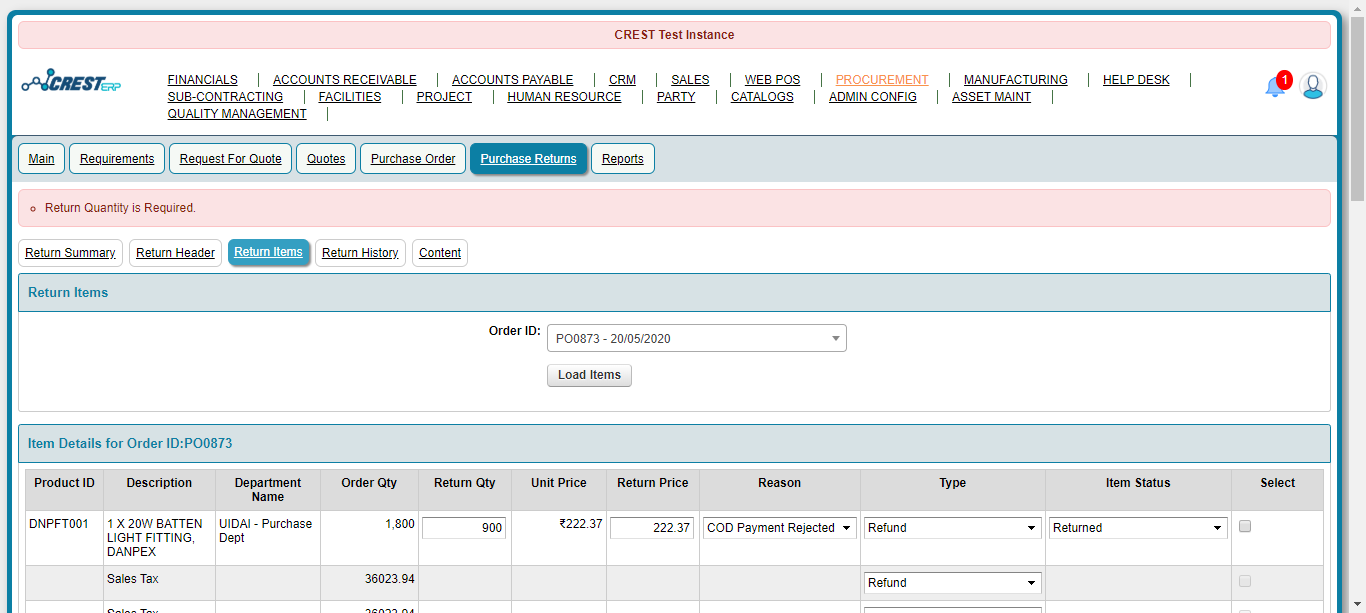 CREST Test Instance
CREST ERP
FINANCIALS ACCOUNTS RECEIVABLE ACCOUNTS PAYABLE CRM SALES WEB POS PROCUREMENT MANUFACTURING HELP DESK
SUB-CONTRACTING FACILITIES PROJECT HUMAN RESOURCE PARTY CATALOGS ADMIN CONFIG ASSET MAINT
QUALITY MANAGEMENT
1
Main Requirements Request For Quote Quotes Purchase Order Purchase Returns Reports
Return Quantity is Required.
Return Summary Return Header Return Items Return History Content
Return Items
Order ID: PO0873 - 20/05/2020
Load Items
Item Details for Order ID:PO0873
Product ID Description Department Name Order Qty Return Qty Unit Price Return Price Reason Type Item Status Select
DNPFT001 1 X 20W BATTEN LIGHT FITTING, DANPEX UIDAI - Purchase Dept 1,800 900 ₹222.37 222.37 COD Payment Rejected Refund Returned
Sales Tax 36023.94 Refund
Sales Tax 36023.94